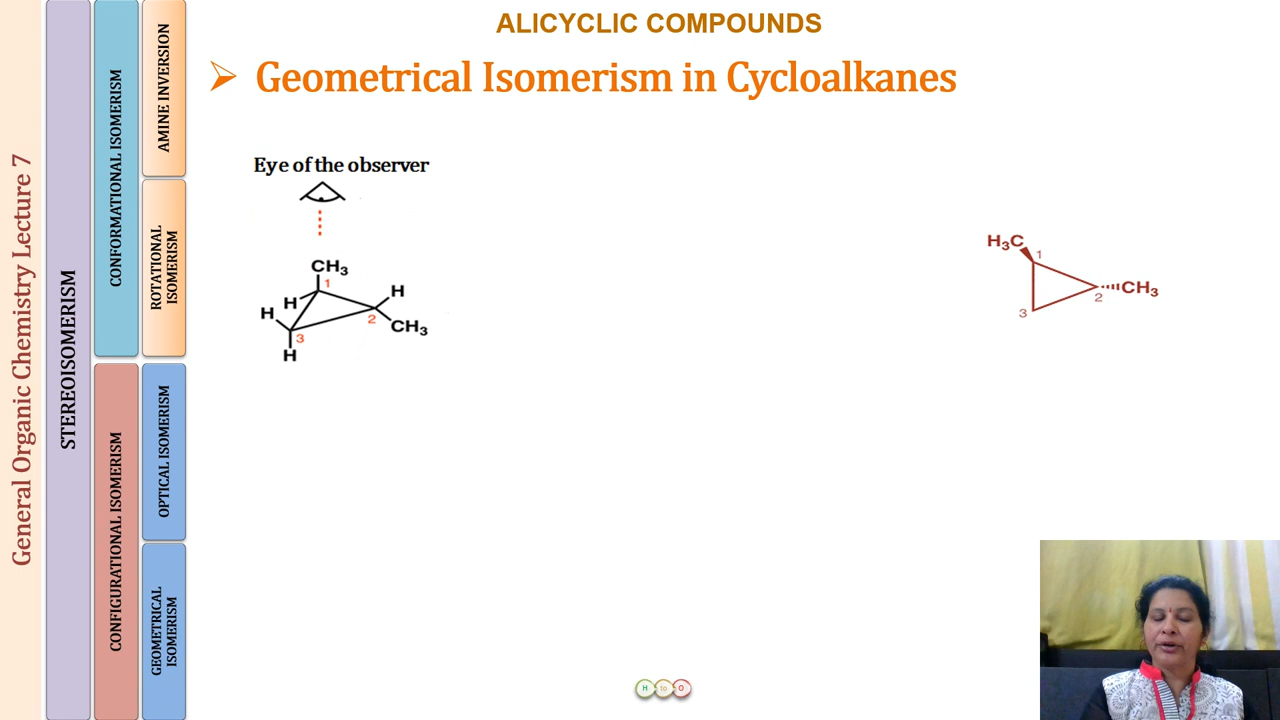 ALICYCLIC COMPOUNDS
➢ Geometrical Isomerism in Cycloalkanes
General Organic Chemistry Lecture 7
STEREOISOMERISM
CONFORMATIONAL ISOMERISM
CONFIGURATIONAL ISOMERISM
AMINE INVERSION
ROTATIONAL
ISOMERISM
OPTICAL ISOMERISM
GEOMETRICAL
ISOMERISM
Eye of the observer
CH₃
1
H
H
H
2
CH₃
3
H
H₃C
1
2
CH₃
3
H to O